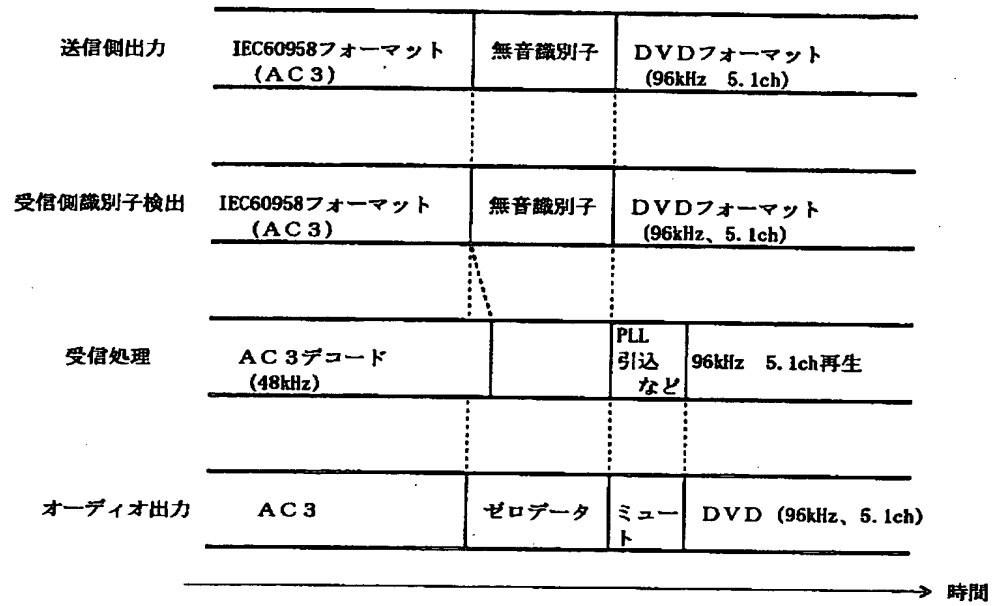 送信側出力
IEC60958フォーマット
(AC3)
無音識別子
DVDフォーマット
(96kHz 5.1ch)
受信側識別子検出
IEC60958フォーマット
(AC3)
無音識別子
DVDフォーマット
(96kHz、5.1ch)
受信処理
AC3デコード
(48kHz)
PLL
引込
など
96kHz 5.1ch再生
オーディオ出力
AC3
ゼロデータ
ミュー
ト
DVD (96kHz、5.1ch)
時間